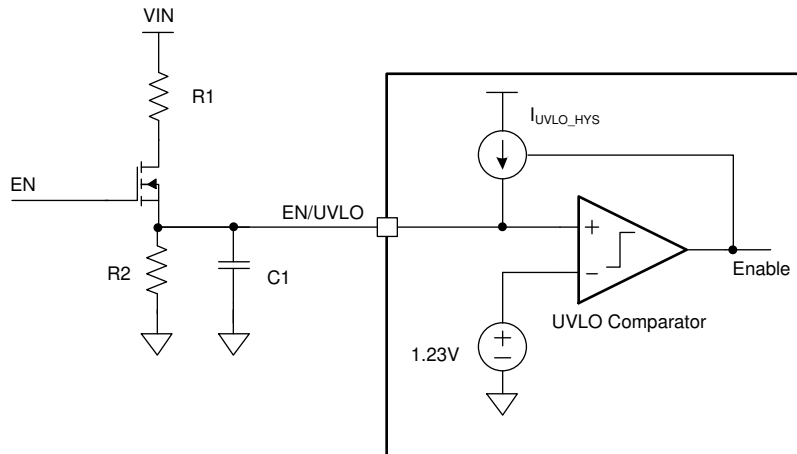 VIN
R1
I_UVLO_HYS
EN
EN/UVLO
+
−
Enable
R2
C1
UVLO Comparator
1.23V
+
−